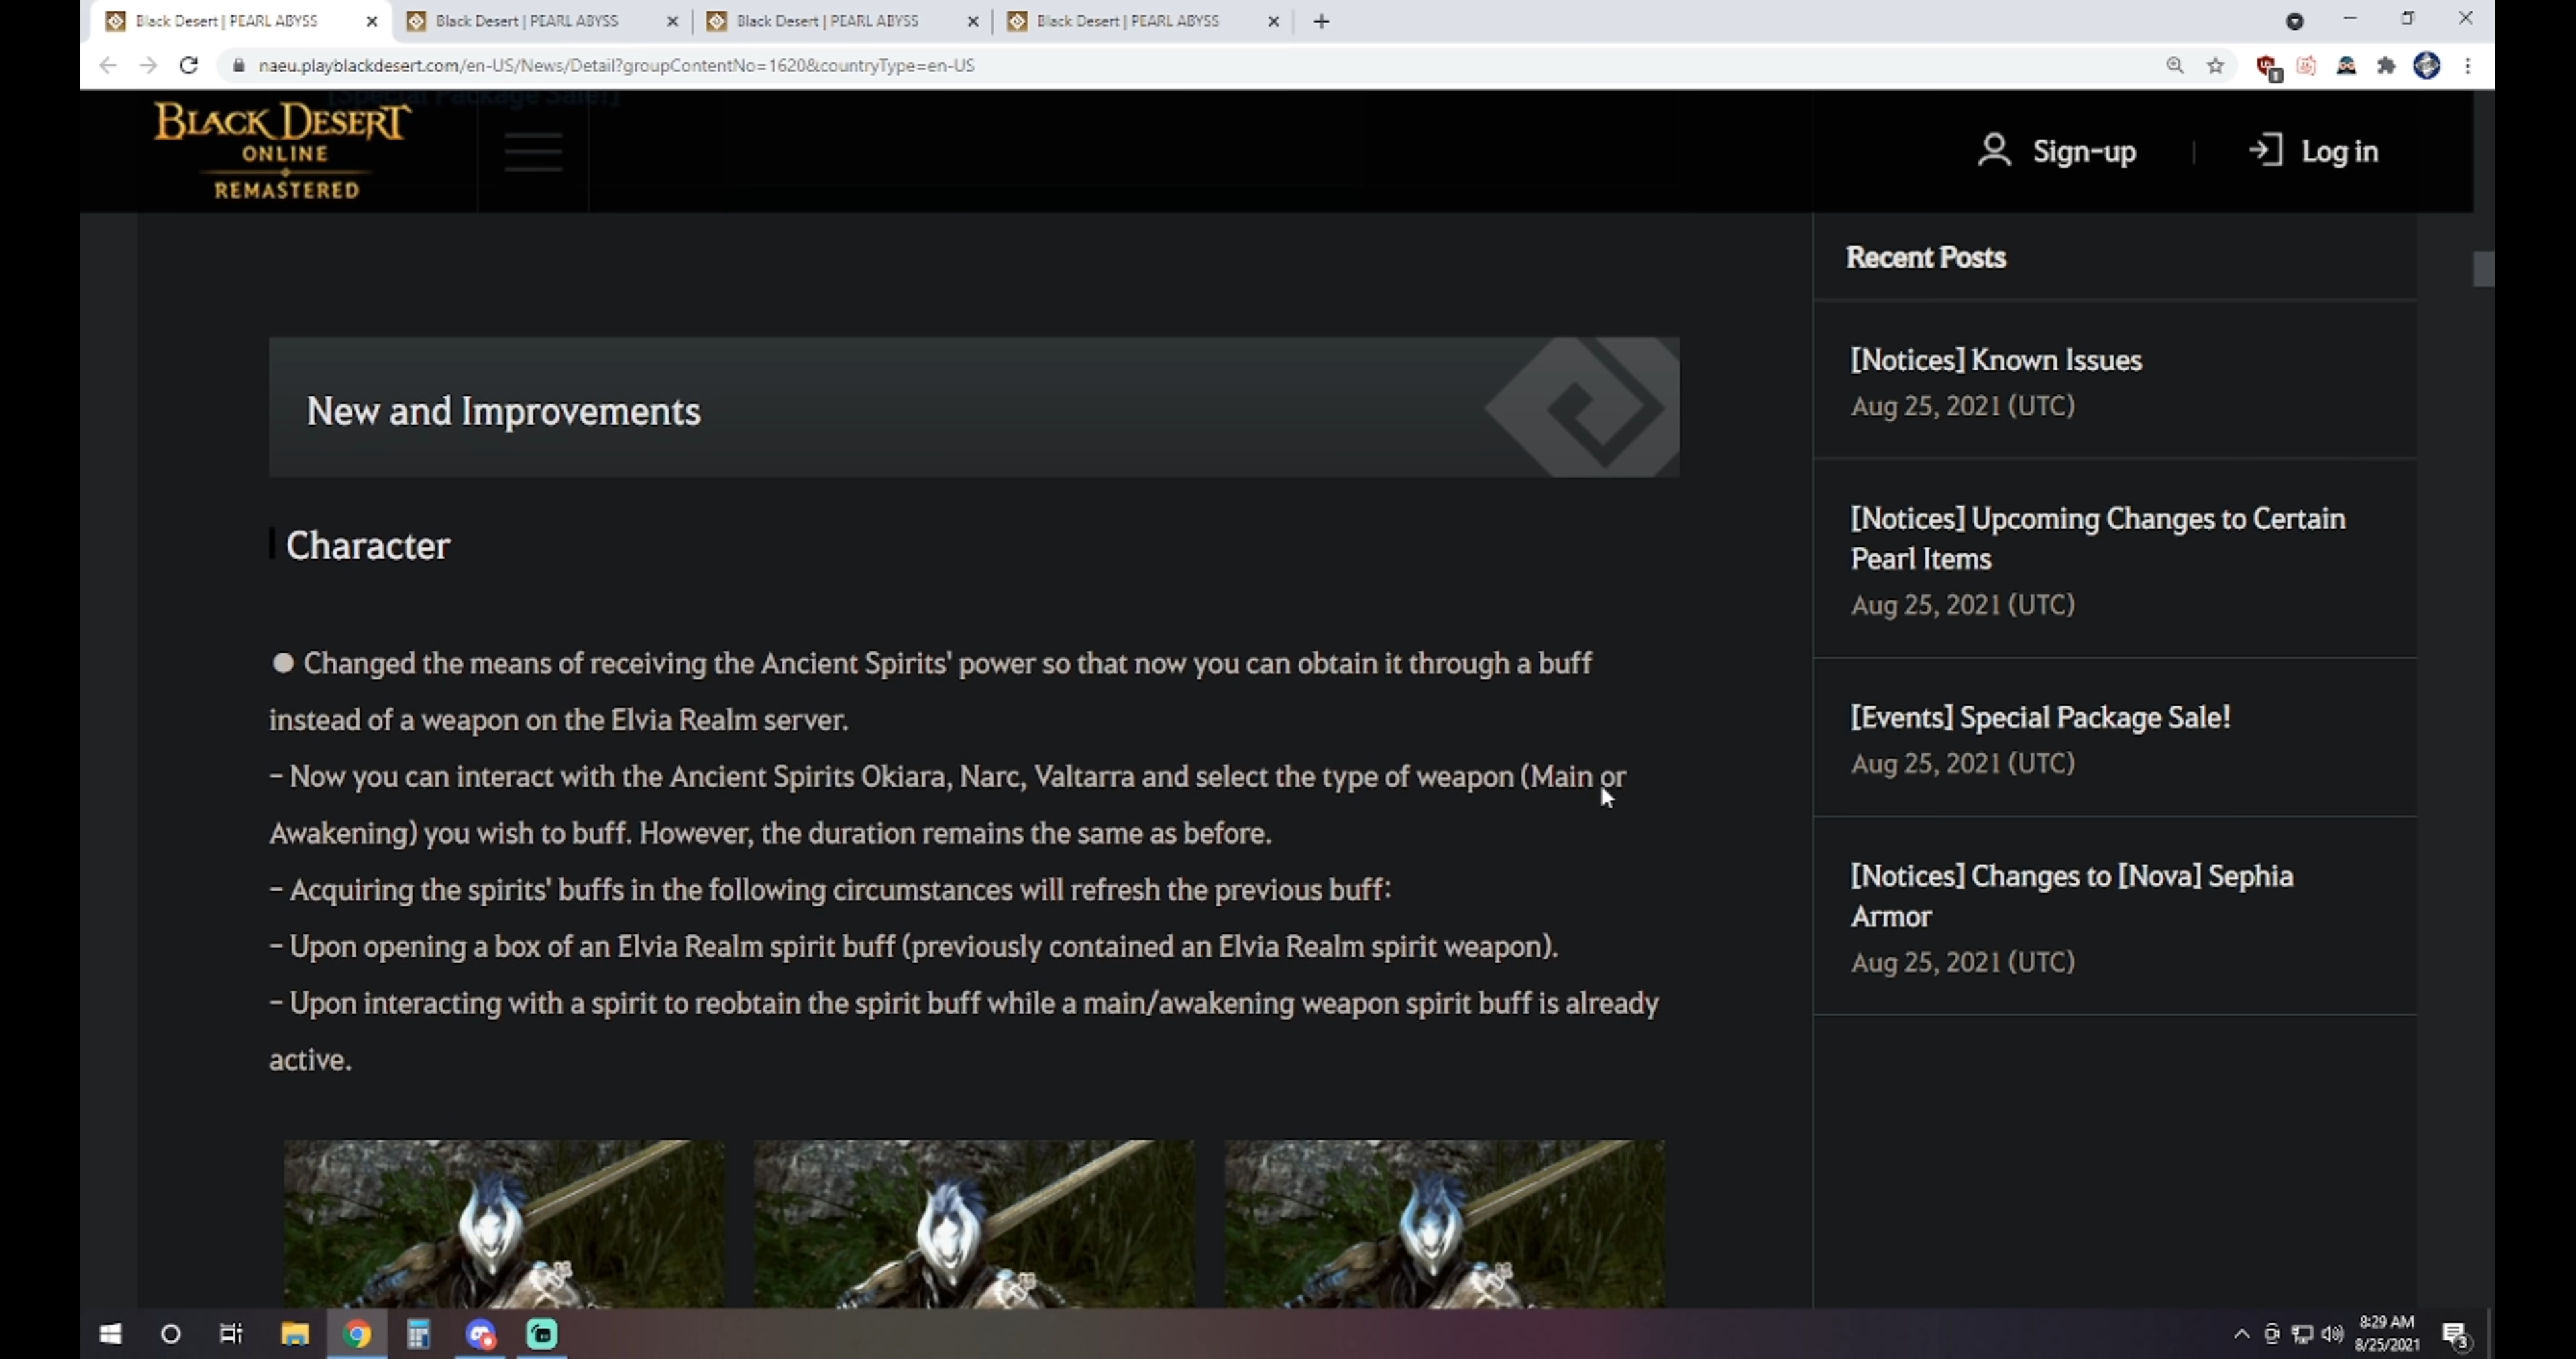 Black Desert | PEARL ABYSS
Black Desert | PEARL ABYSS
Black Desert | PEARL ABYSS
Black Desert | PEARL ABYSS
naeu.playblackdesert.com/en-US/News/Detail?groupContentNo=1620&countryType=en-US
[Special Package Sale!]
BLACK DESERT
ONLINE
REMASTERED
Sign-up
Log in
New and Improvements
Character
● Changed the means of receiving the Ancient Spirits' power so that now you can obtain it through a buff
instead of a weapon on the Elvia Realm server.
– Now you can interact with the Ancient Spirits Okiara, Narc, Valtarra and select the type of weapon (Main or
Awakening) you wish to buff. However, the duration remains the same as before.
– Acquiring the spirits' buffs in the following circumstances will refresh the previous buff:
– Upon opening a box of an Elvia Realm spirit buff (previously contained an Elvia Realm spirit weapon).
– Upon interacting with a spirit to reobtain the spirit buff while a main/awakening weapon spirit buff is already
active.
Recent Posts
[Notices] Known Issues
Aug 25, 2021 (UTC)
[Notices] Upcoming Changes to Certain
Pearl Items
Aug 25, 2021 (UTC)
[Events] Special Package Sale!
Aug 25, 2021 (UTC)
[Notices] Changes to [Nova] Sephia
Armor
Aug 25, 2021 (UTC)
8:29 AM
8/25/2021
3